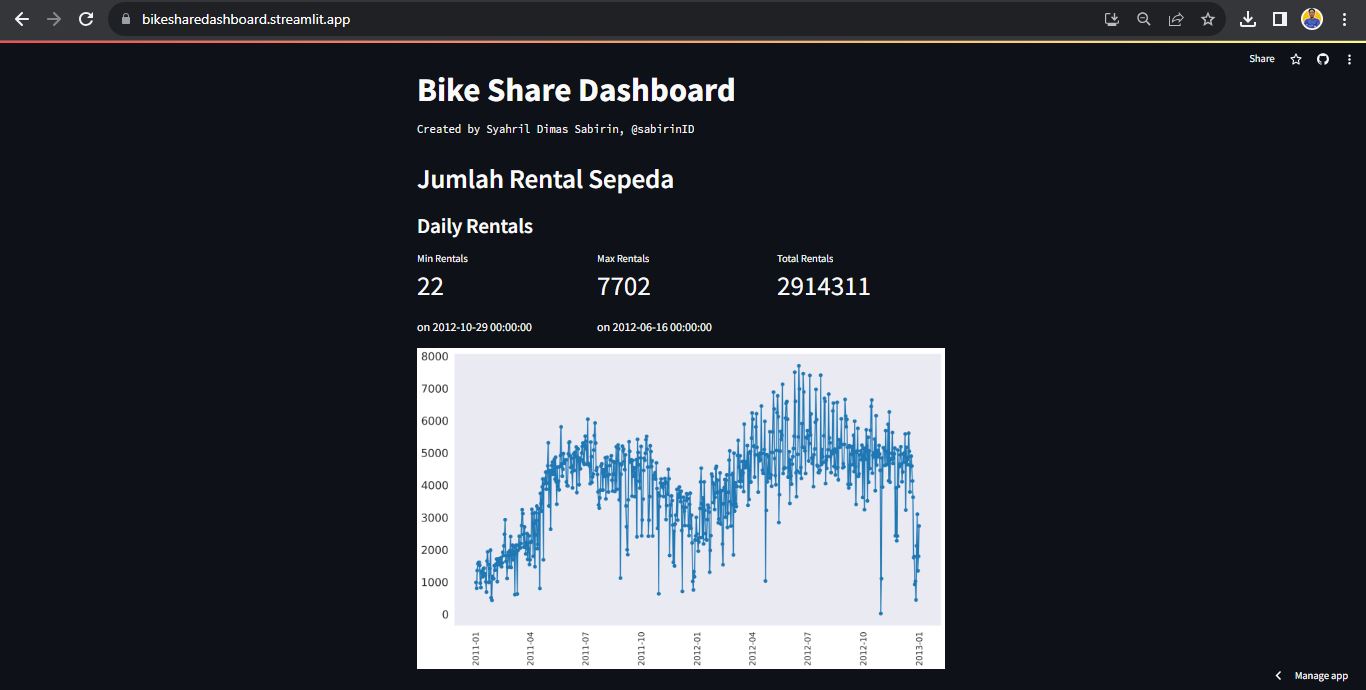 bikesharedashboard.streamlit.app
Share
Bike Share Dashboard
Created by Syahril Dimas Sabirin, @sabirinID
Jumlah Rental Sepeda
Daily Rentals
Min Rentals Max Rentals Total Rentals
22 7702 2914311
on 2012-10-29 00:00:00 on 2012-06-16 00:00:00
8000
7000
6000
5000
4000
3000
2000
1000
0
2011-01 2011-04 2011-07 2011-10 2012-01 2012-04 2012-07 2012-10 2013-01
Manage app